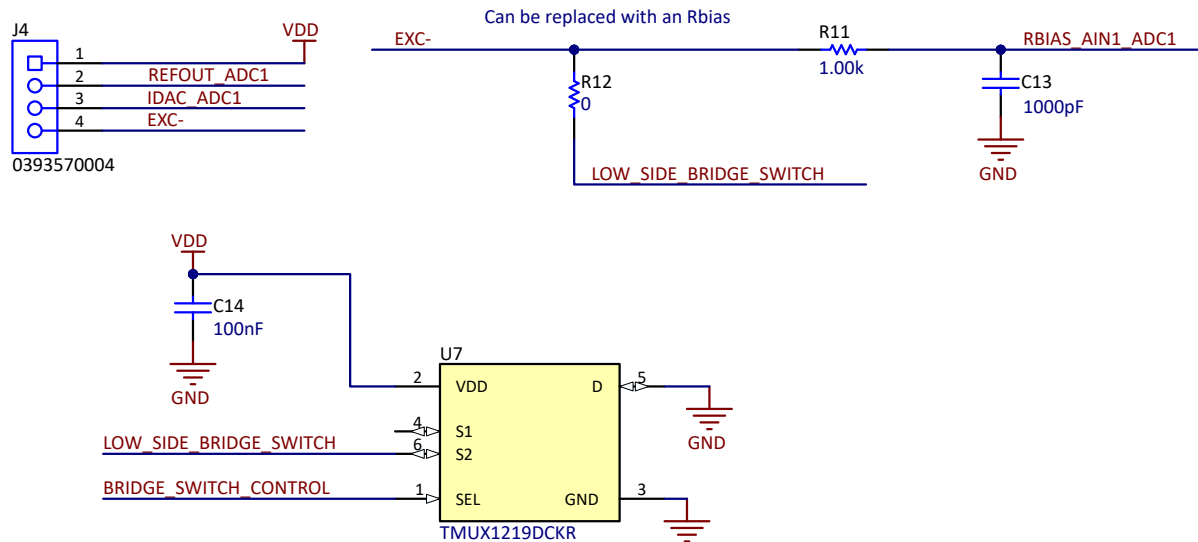 Can be replaced with an Rbias
J4
VDD
1
2
REFOUT_ADC1
3
IDAC_ADC1
4
EXC-
0393570004
EXC-
R11
1.00k
RBIAS_AIN1_ADC1
R12
0
C13
1000pF
GND
LOW_SIDE_BRIDGE_SWITCH
VDD
C14
100nF
GND
U7
2
VDD
D
5
GND
4
S1
LOW_SIDE_BRIDGE_SWITCH
6
S2
BRIDGE_SWITCH_CONTROL
1
SEL
GND
3
TMUX1219DCKR